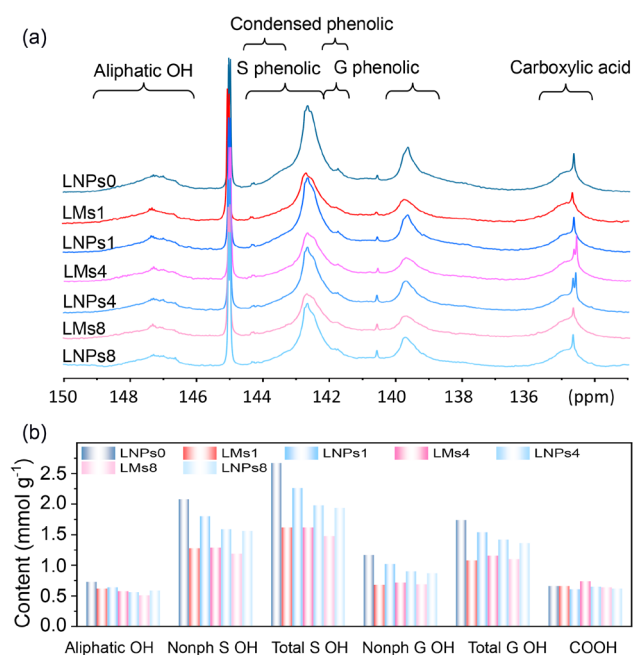 (a)
Condensed phenolic
Aliphatic OH
S phenolic
G phenolic
Carboxylic acid
LNPs0
LMs1
LNPs1
LMs4
LNPs4
LMs8
LNPs8
150 148 146 144 142 140 138 136 (ppm)
(b)
LNPs0 LMs1 LNPs1 LMs4 LNPs4
LMs8 LNPs8
Content (mmol g⁻¹)
2.5
2.0
1.5
1.0
0.5
0.0
Aliphatic OH Nonph S OH Total S OH Nonph G OH Total G OH COOH